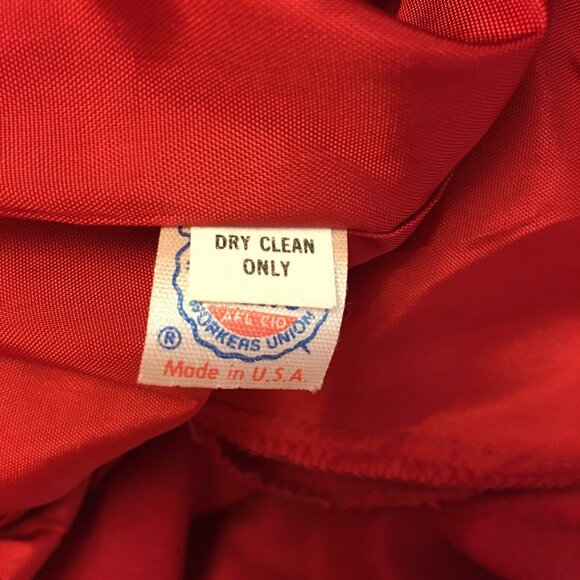 DRY CLEAN
ONLY
AFL CIO
WORKERS UNION
®
Made in U.S.A.